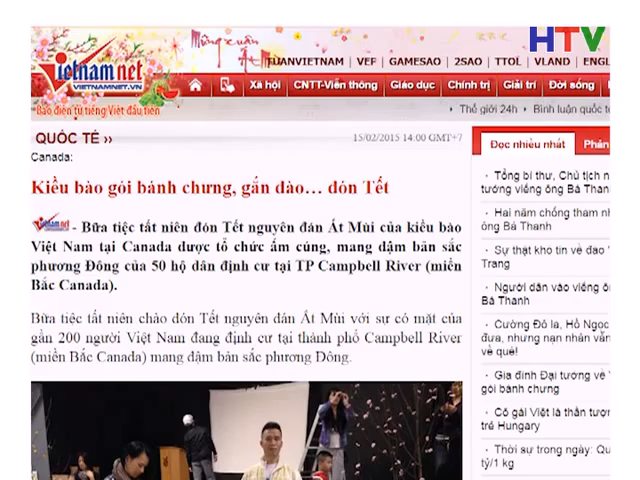 HTV
Mừng xuân
TUANVIETNAM | VEF | GAMESAO | 2SAO | TTOL | VLAND | ENGL
Vietnamnet
VIETNAMNET.VN
Xã hội CNTT-Viễn thông Giáo dục Chính trị Giải trí Đời sống
Báo điện tử tiếng Việt đầu tiên
Thế giới 24h Bình luận quốc tế
QUỐC TẾ ››
15/02/2015 14:00 GMT+7
Đọc nhiều nhất
Phản
Canada:
Kiều bào gói bánh chưng, gắn đào… đón Tết
Vietnamnet - Bữa tiệc tất niên đón Tết nguyên đán Ất Mùi của kiều bào
Việt Nam tại Canada được tổ chức ấm cúng, mang đậm bản sắc
phương Đông của 50 hộ dân định cư tại TP Campbell River (miền
Bắc Canada).
Bữa tiệc tất niên chào đón Tết nguyên đán Ất Mùi với sự có mặt của
gần 200 người Việt Nam đang định cư tại thành phố Campbell River
(miền Bắc Canada) mang đậm bản sắc phương Đông.
Tổng bí thư, Chủ tịch n
tướng viếng ông Bá Thanh
Hai năm chống tham nh
ông Bá Thanh
Sự thật kho tin về đảo
Trang
Người dân vào viếng ô
Bá Thanh
Cường Đô la, Hồ Ngọc
đưa, nhưng nạn nhân vẫn
về quê!
Gia đình Đại tướng về
gói bánh chưng
Cô gái Việt là thần tượn
trẻ Hungary
Thời sự trong ngày: Qu
tỷ/1 kg